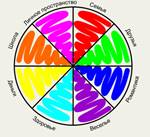 Личное пространство
Семья
Друзья
Романтика
Веселье
Здоровье
Деньги
Школа